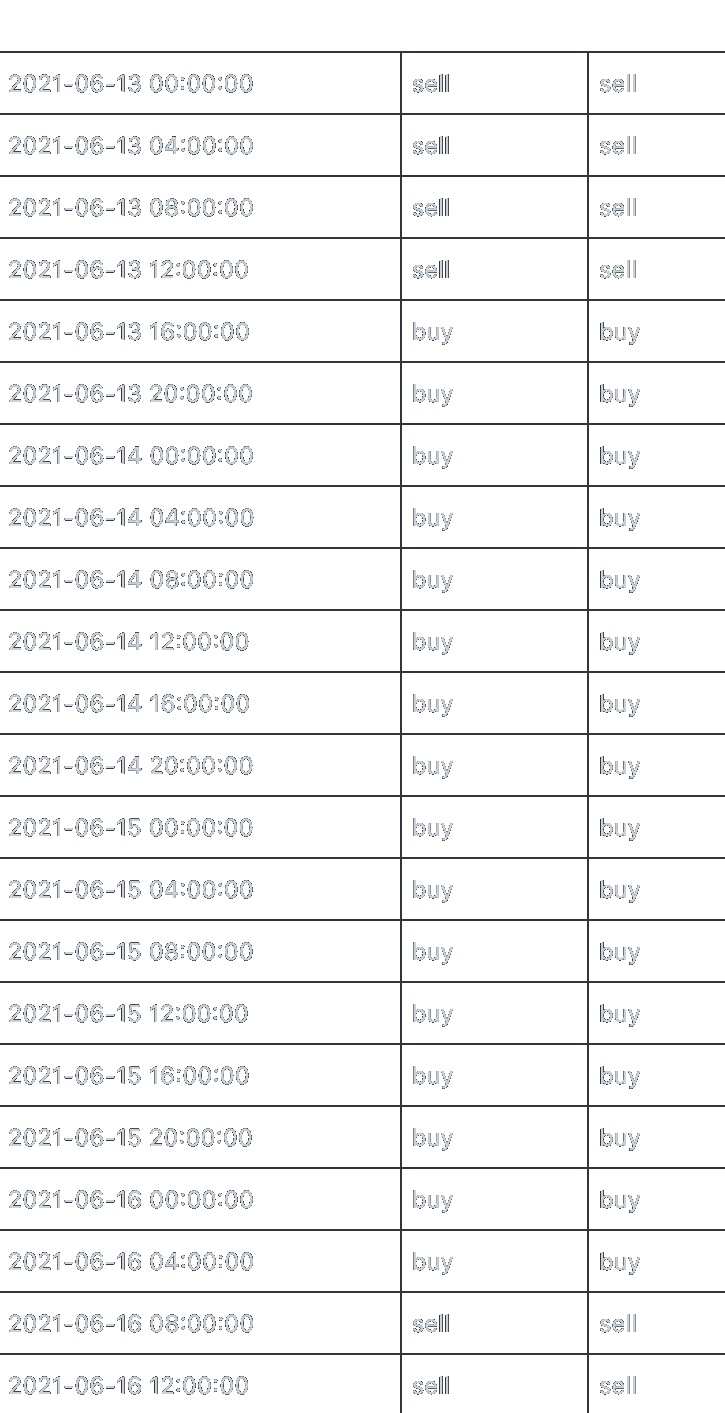 2021-06-13 00:00:00 sell sell
2021-06-13 04:00:00 sell sell
2021-06-13 08:00:00 sell sell
2021-06-13 12:00:00 sell sell
2021-06-13 16:00:00 buy buy
2021-06-13 20:00:00 buy buy
2021-06-14 00:00:00 buy buy
2021-06-14 04:00:00 buy buy
2021-06-14 08:00:00 buy buy
2021-06-14 12:00:00 buy buy
2021-06-14 16:00:00 buy buy
2021-06-14 20:00:00 buy buy
2021-06-15 00:00:00 buy buy
2021-06-15 04:00:00 buy buy
2021-06-15 08:00:00 buy buy
2021-06-15 12:00:00 buy buy
2021-06-15 16:00:00 buy buy
2021-06-15 20:00:00 buy buy
2021-06-16 00:00:00 buy buy
2021-06-16 04:00:00 buy buy
2021-06-16 08:00:00 sell sell
2021-06-16 12:00:00 sell sell